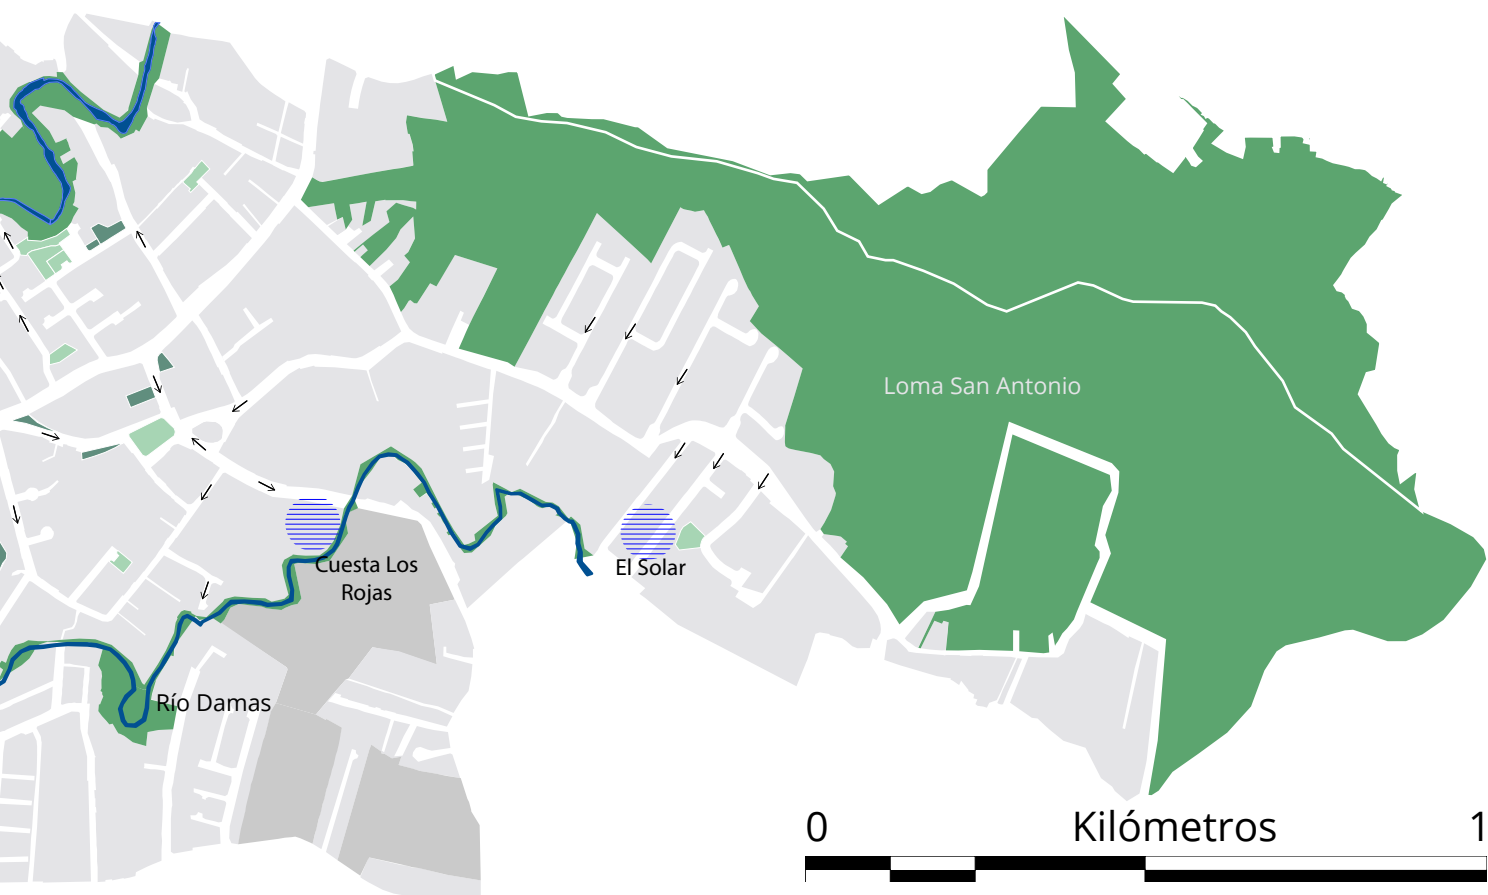 Loma San Antonio
Cuesta Los
Rojas
El Solar
Río Damas
0 Kilómetros 1